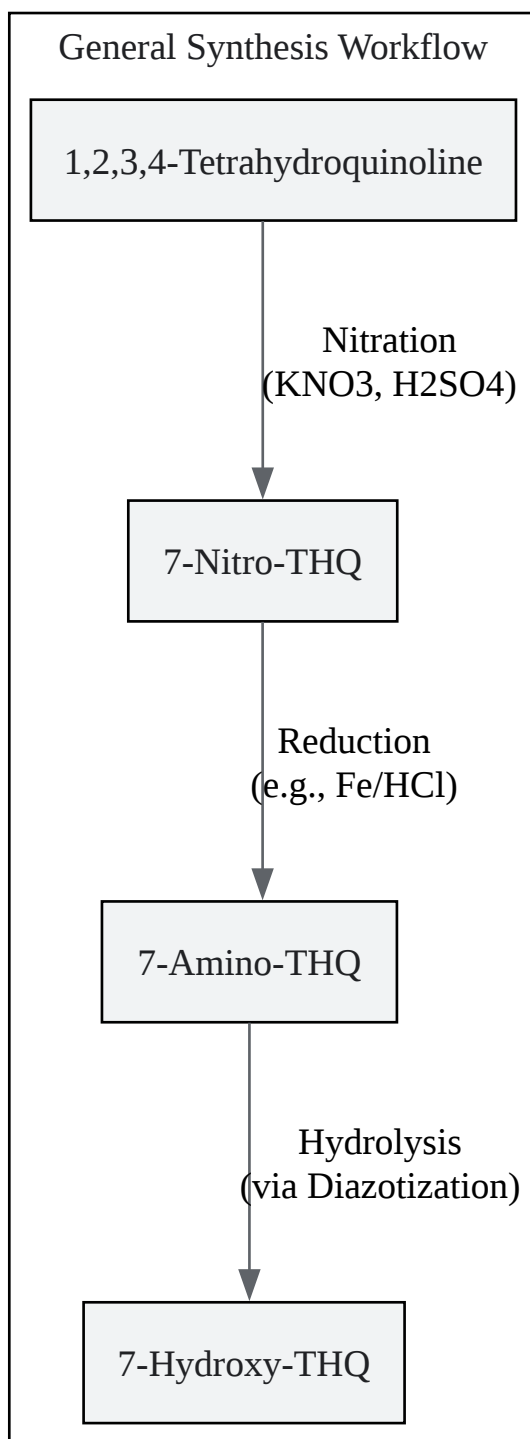 General Synthesis Workflow
1,2,3,4-Tetrahydroquinoline
Nitration
(KNO3, H2SO4)
7-Nitro-THQ
Reduction
(e.g., Fe/HCl)
7-Amino-THQ
Hydrolysis
(via Diazotization)
7-Hydroxy-THQ